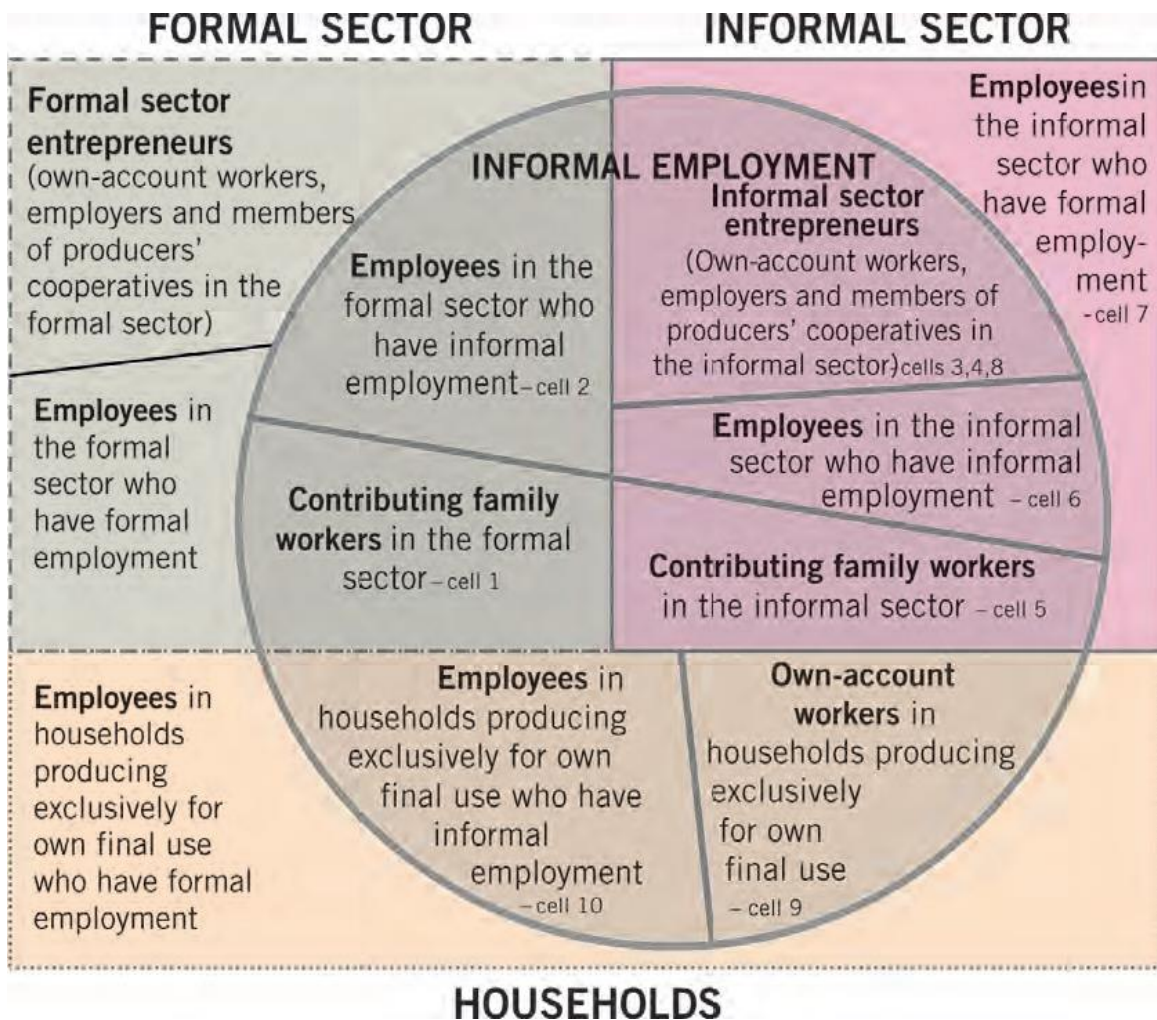 FORMAL SECTOR
INFORMAL SECTOR
Formal sector
entrepreneurs
(own-account workers,
employers and members
of producers'
cooperatives in the
formal sector)
Employees in
the formal
sector who
have formal
employment
INFORMAL EMPLOYMENT
Employees in the
formal sector who
have informal
employment – cell 2
Contributing family
workers in the formal
sector – cell 1
Informal sector
entrepreneurs
(Own-account workers,
employers and members of
producers' cooperatives in
the informal sector)cells 3,4,8
Employees in the informal
sector who have informal
employment – cell 6
Contributing family workers
in the informal sector – cell 5
Employeesin
the informal
sector who
have formal
employ-
ment
-cell 7
Employees in
households
producing
exclusively for
own final use
who have formal
employment
Employees in
households producing
exclusively for own
final use who have
informal
employment
– cell 10
Own-account
workers in
households producing
exclusively
for own
final use
– cell 9
HOUSEHOLDS